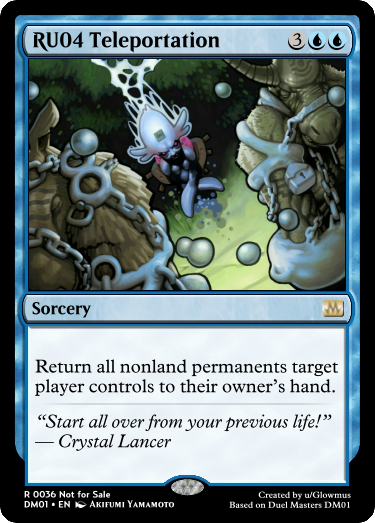 RU04 Teleportation 3
Sorcery
Return all nonland permanents target
player controls to their owner's hand.
“Start all over from your previous life!”
— Crystal Lancer
R 0036 Not for Sale
DM01 • EN AKIFUMI YAMAMOTO
Created by u/Glowmus
Based on Duel Masters DM01